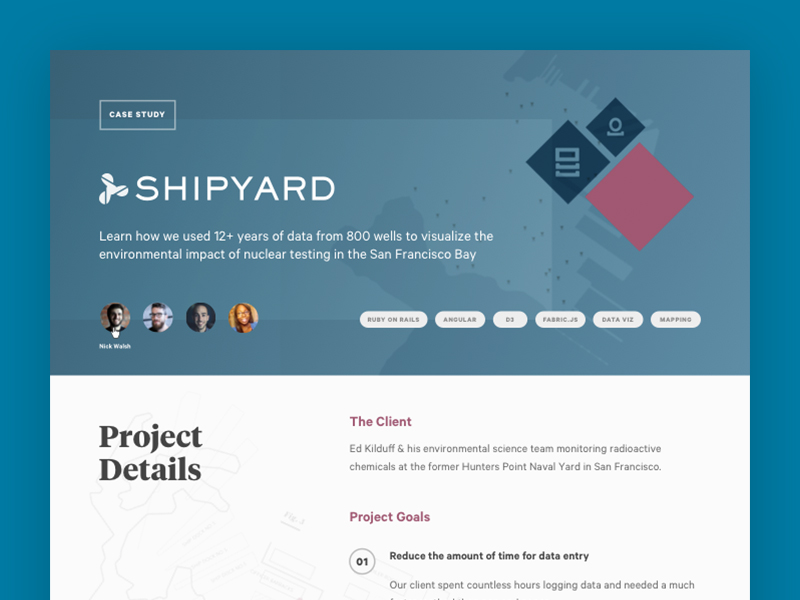 CASE STUDY
SHIPYARD
Learn how we used 12+ years of data from 800 wells to visualize the
environmental impact of nuclear testing in the San Francisco Bay
Nick Walsh
RUBY ON RAILS ANGULAR D3 FABRIC.JS DATA VIZ MAPPING
Project
Details
The Client
Ed Kilduff & his environmental science team monitoring radioactive
chemicals at the former Hunters Point Naval Yard in San Francisco.
Project Goals
01 Reduce the amount of time for data entry
Our client spent countless hours logging data and needed a much